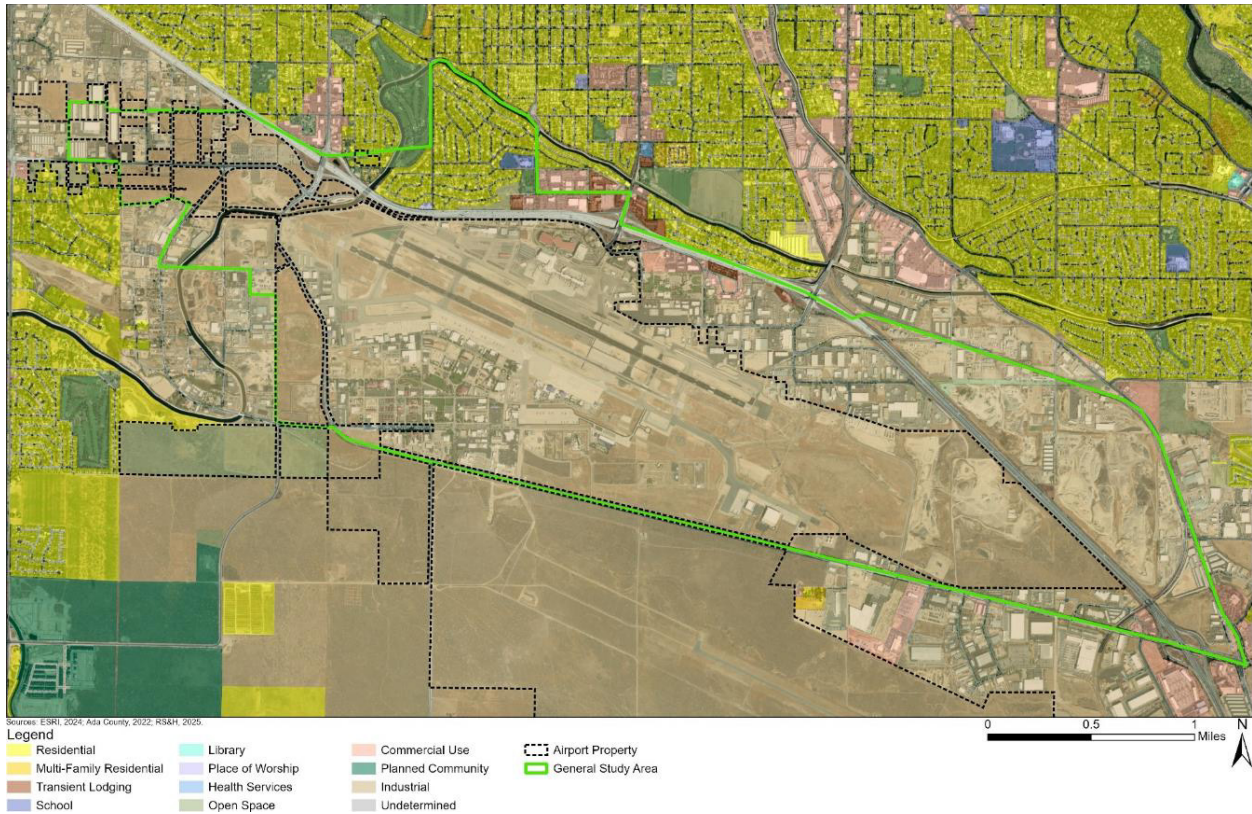 Sources: ESRI, 2024; Ada County, 2022; RS&H, 2025.
Legend
Residential
Multi-Family Residential
Transient Lodging
School
Library
Place of Worship
Health Services
Open Space
Commercial Use
Planned Community
Industrial
Undetermined
Airport Property
General Study Area
0 0.5 1
Miles
N